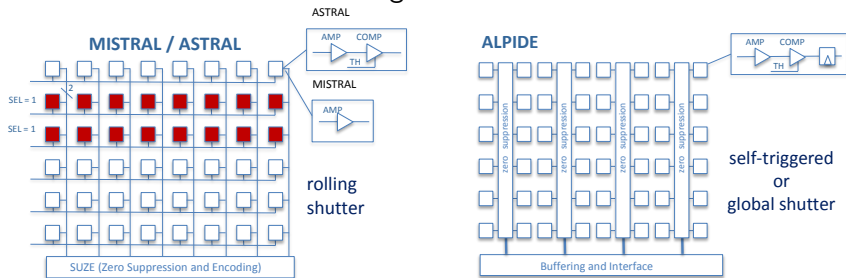 ASTRAL
AMP COMP
TH
MISTRAL / ASTRAL
MISTRAL
AMP
2
SEL = 1
SEL = 1
rolling
shutter
SUZE (Zero Suppression and Encoding)
ALPIDE
AMP COMP
TH
zero suppression
zero suppression
zero suppression
zero suppression
self-triggered
or
global shutter
Buffering and Interface